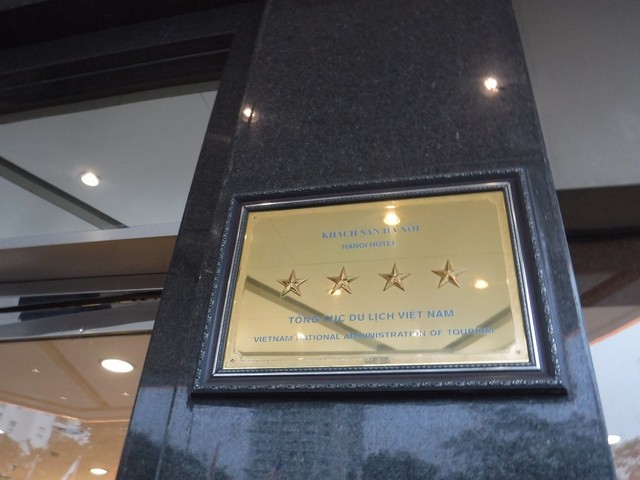 KHÁCH SẠN HÀ NỘI
HANOI HOTEL
TỔNG CỤC DU LỊCH VIỆT NAM
VIETNAM NATIONAL ADMINISTRATION OF TOURISM